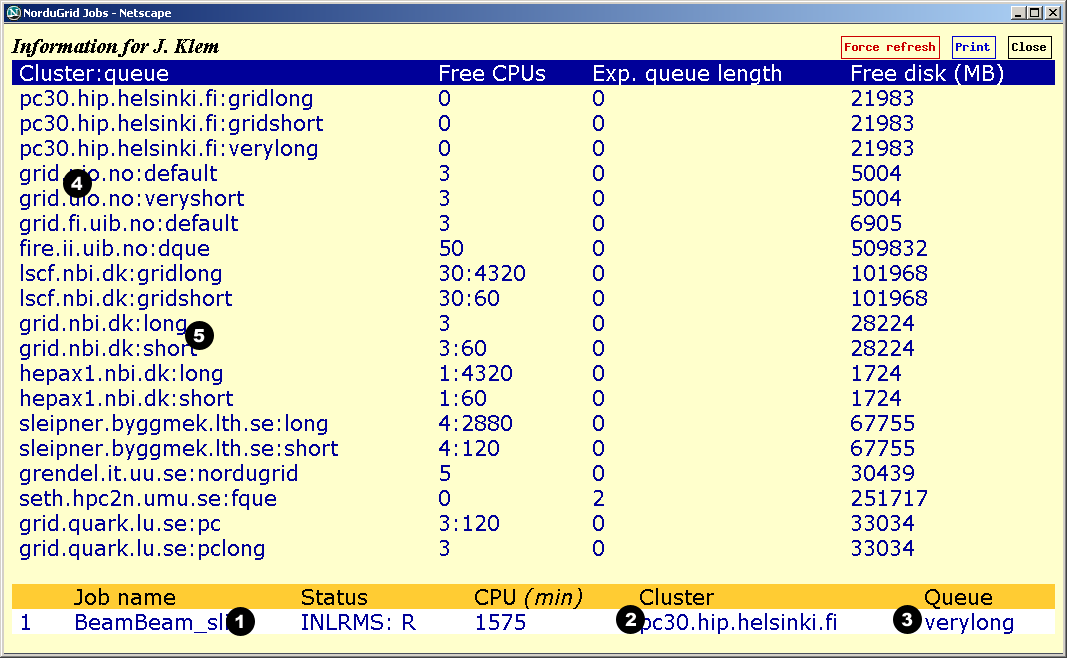 NorduGrid Jobs - Netscape
Information for J. Klem Force refresh Print Close
Cluster:queue Free CPUs Exp. queue length Free disk (MB)
pc30.hip.helsinki.fi:gridlong 0 0 21983
pc30.hip.helsinki.fi:gridshort 0 0 21983
pc30.hip.helsinki.fi:verylong 0 0 21983
grid.uio.no:default 3 0 5004
4
grid.uio.no:veryshort 3 0 5004
grid.fi.uib.no:default 3 0 6905
fire.ii.uib.no:dque 50 0 509832
lscf.nbi.dk:gridlong 30:4320 0 101968
lscf.nbi.dk:gridshort 30:60 0 101968
grid.nbi.dk:long 3 0 28224
5
grid.nbi.dk:short 3:60 0 28224
hepax1.nbi.dk:long 1:4320 0 1724
hepax1.nbi.dk:short 1:60 0 1724
sleipner.byggmek.lth.se:long 4:2880 0 67755
sleipner.byggmek.lth.se:short 4:120 0 67755
grendel.it.uu.se:nordugrid 5 0 30439
seth.hpc2n.umu.se:fque 0 2 251717
grid.quark.lu.se:pc 3:120 0 33034
grid.quark.lu.se:pclong 3 0 33034
Job name Status CPU (min) Cluster Queue
1 1 INLRMS: R 1575 2 pc30.hip.helsinki.fi 3 verylong